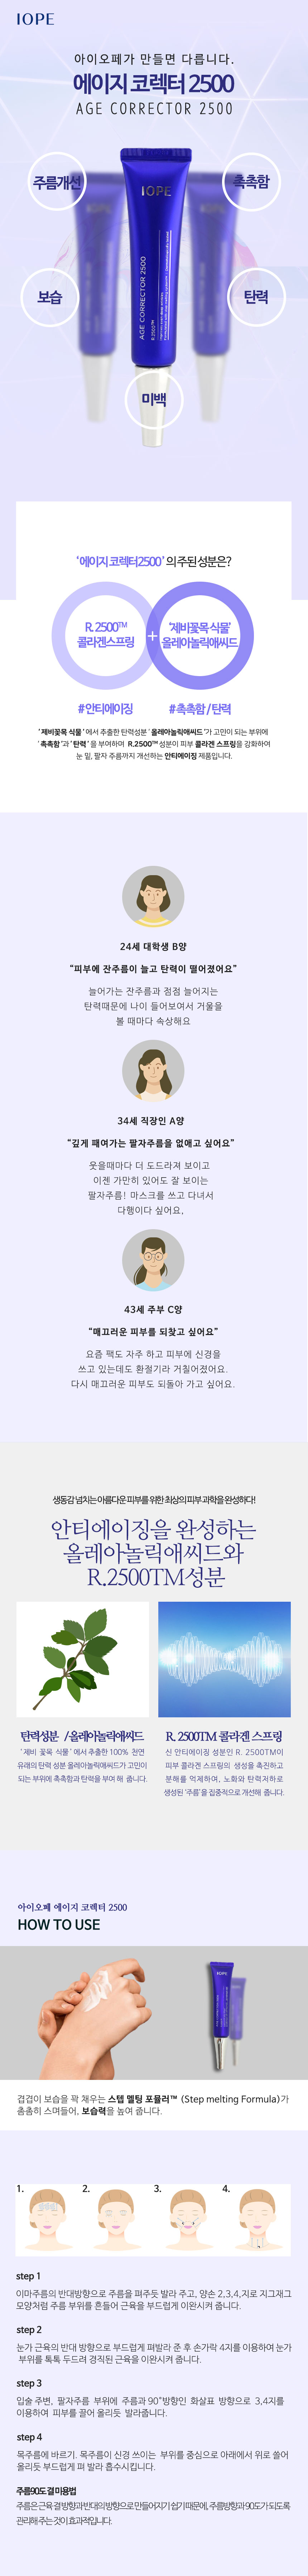 IOPE
아이오페가 만들면 다릅니다.
에이지 코렉터 2500
AGE CORRECTOR 2500
주름개선
촉촉함
IOPE
AGE CORRECTOR 2500
R.2500™
보습
탄력
미백
‘에이지 코렉터2500’ 의 주된 성분은?
R.2500™
콜라겐스프링
+
‘제비꽃목 식물’
올레아놀릭애씨드
#안티에이징
#촉촉함 / 탄력
‘ 제비꽃목 식물 ’ 에서 추출한 탄력성분 ‘ 올레아놀릭애씨드 ’가 고민이 되는 부위에
‘ 촉촉함 ’과 ‘ 탄력 ’ 을 부여하며 R.2500™ 성분이 피부 콜라겐 스프링을 강화하여
눈 밑, 팔자 주름까지 개선하는 안티에이징 제품입니다.
24세 대학생 B양
“피부에 잔주름이 늘고 탄력이 떨어졌어요”
늘어가는 잔주름과 점점 늘어지는
탄력때문에 나이 들어보여서 거울을
볼 때마다 속상해요
34세 직장인 A양
“깊게 패여가는 팔자주름을 없애고 싶어요”
웃을때마다 더 도드라져 보이고
이젠 가만히 있어도 잘 보이는
팔자주름! 마스크를 쓰고 다녀서
다행이다 싶어요,
43세 주부 C양
“매끄러운 피부를 되찾고 싶어요”
요즘 팩도 자주 하고 피부에 신경을
쓰고 있는데도 환절기라 거칠어졌어요.
다시 매끄러운 피부도 되돌아 가고 싶어요.
생동감 넘치는 아름다운 피부를 위한 최상의 피부 과학을 완성하다!
안티에이징을 완성하는
올레아놀릭애씨드와
R.2500TM성분
탄력성분 /올레아놀릭애씨드
‘ 제비 꽃목 식물 ’ 에서 추출한 100% 천연
유래의 탄력 성분 올레아놀릭애씨드가 고민이
되는 부위에 촉촉함과 탄력을 부여해 줍니다.
R. 2500TM 콜라겐 스프링
신 안티에이징 성분인 R. 2500TM이
피부 콜라겐 스프링의 생성을 촉진하고
분해를 억제하여, 노화와 탄력저하로
생성된 ‘주름’을 집중적으로 개선해 줍니다.
아이오페 에이지 코렉터 2500
HOW TO USE
IOPE
겹겹이 보습을 꽉 채우는 스텝 멜팅 포뮬러™ (Step melting Formula)가
촘촘히 스며들어, 보습력을 높여 줍니다.
1.
2.
3.
4.
step 1
이마주름의 반대방향으로 주름을 펴주듯 발라 주고, 양손 2,3,4,지로 지그재그
모양처럼 주름 부위를 흔들어 근육을 부드럽게 이완시켜 줍니다.
step 2
눈가 근육의 반대 방향으로 부드럽게 펴발라 준 후 손가락 4지를 이용하여 눈가
부위를 톡톡 두드려 경직된 근육을 이완시켜 줍니다.
step 3
입술 주변, 팔자주름 부위에 주름과 90°방향인 화살표 방향으로 3,4지를
이용하여 피부를 끌어 올리듯 발라줍니다.
step 4
목주름에 바르기. 목주름이 신경 쓰이는 부위를 중심으로 아래에서 위로 쓸어
올리듯 부드럽게 펴 발라 흡수시킵니다.
주름90도 결 미용법
주름은 근육 결 방향과 반대의 방향으로 만들어지기 쉽기 때문에, 주름방향과 90도가 되도록
관리해 주는 것이 효과적입니다.